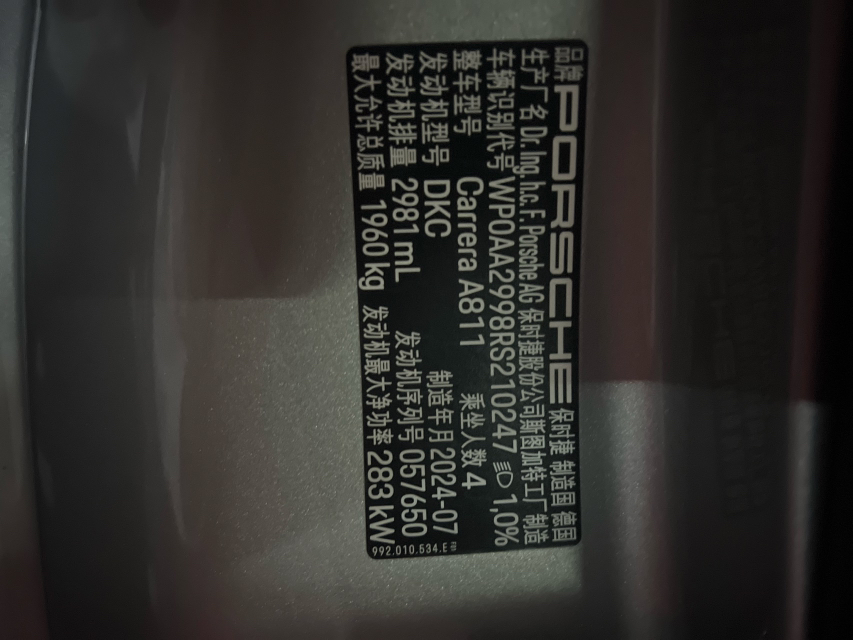 品牌 PORSCHE 保时捷 制造国 德国
生产厂名 Dr. Ing. h.c. F. Porsche AG 保时捷股份公司斯图加特工厂 制造
车辆识别代号 WP0AA2998RS210247 1,0%
整车型号 Carrera A811 乘坐人数 4
发动机型号 DKC 制造年月 2024-07
发动机排量 2981 mL 发动机序列号 057650
最大允许总质量 1960 kg 发动机最大净功率 283 kW
992.010.534.E